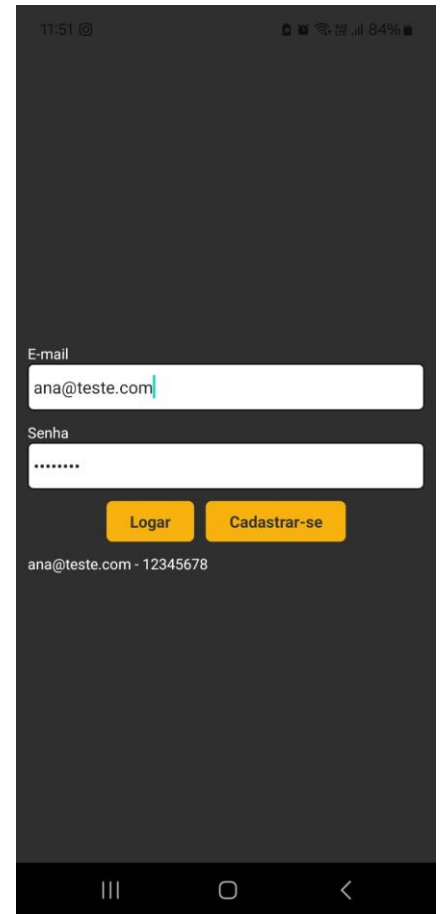 11:51
84%
E-mail
ana@teste.com
Senha
••••••••
Logar Cadastrar-se
ana@teste.com - 12345678